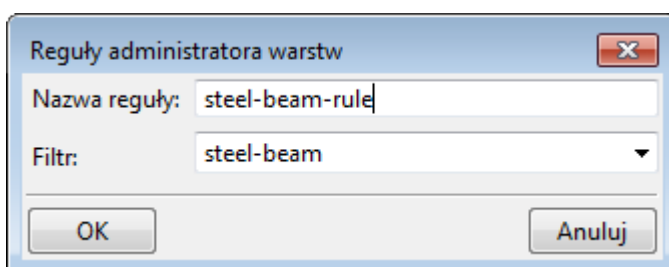 Reguły administratora warstw
Nazwa reguły: steel-beam-rule
Filtr: steel-beam
OK Anuluj